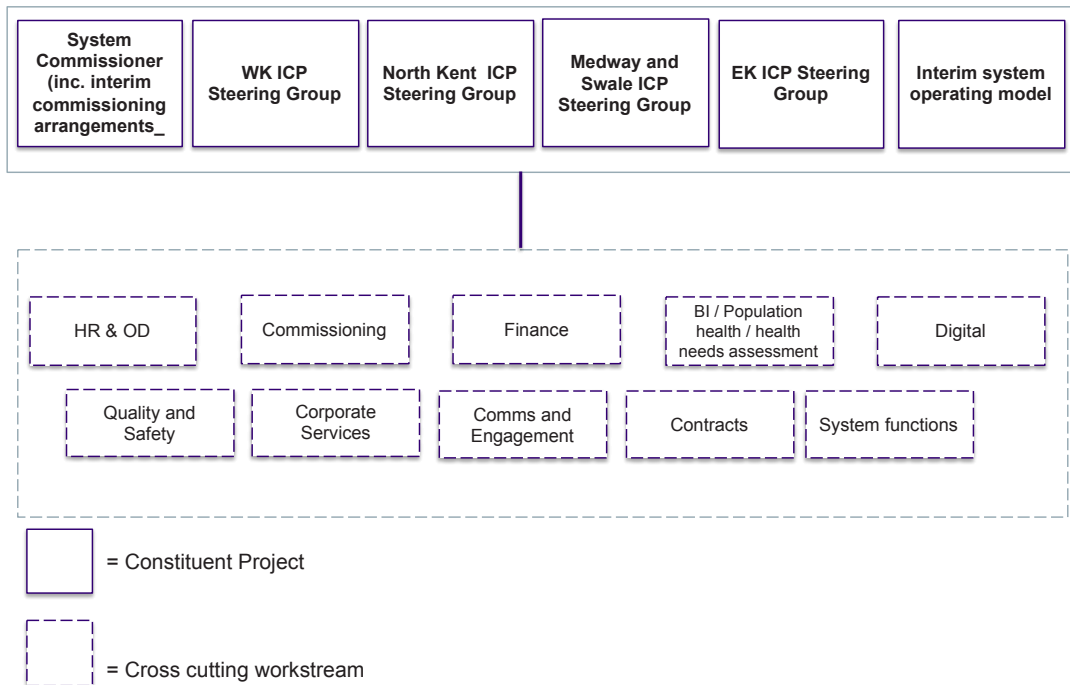 System
Commissioner
(inc. interim
commissioning
arrangements_
WK ICP
Steering Group
North Kent  ICP
Steering Group
Medway and
Swale ICP
Steering Group
EK ICP Steering
Group
Interim system
operating model
HR & OD
Commissioning
Finance
BI / Population
health / health
needs assessment
Digital
Quality and
Safety
Corporate
Services
Comms and
Engagement
Contracts
System functions
= Constituent Project
= Cross cutting workstream